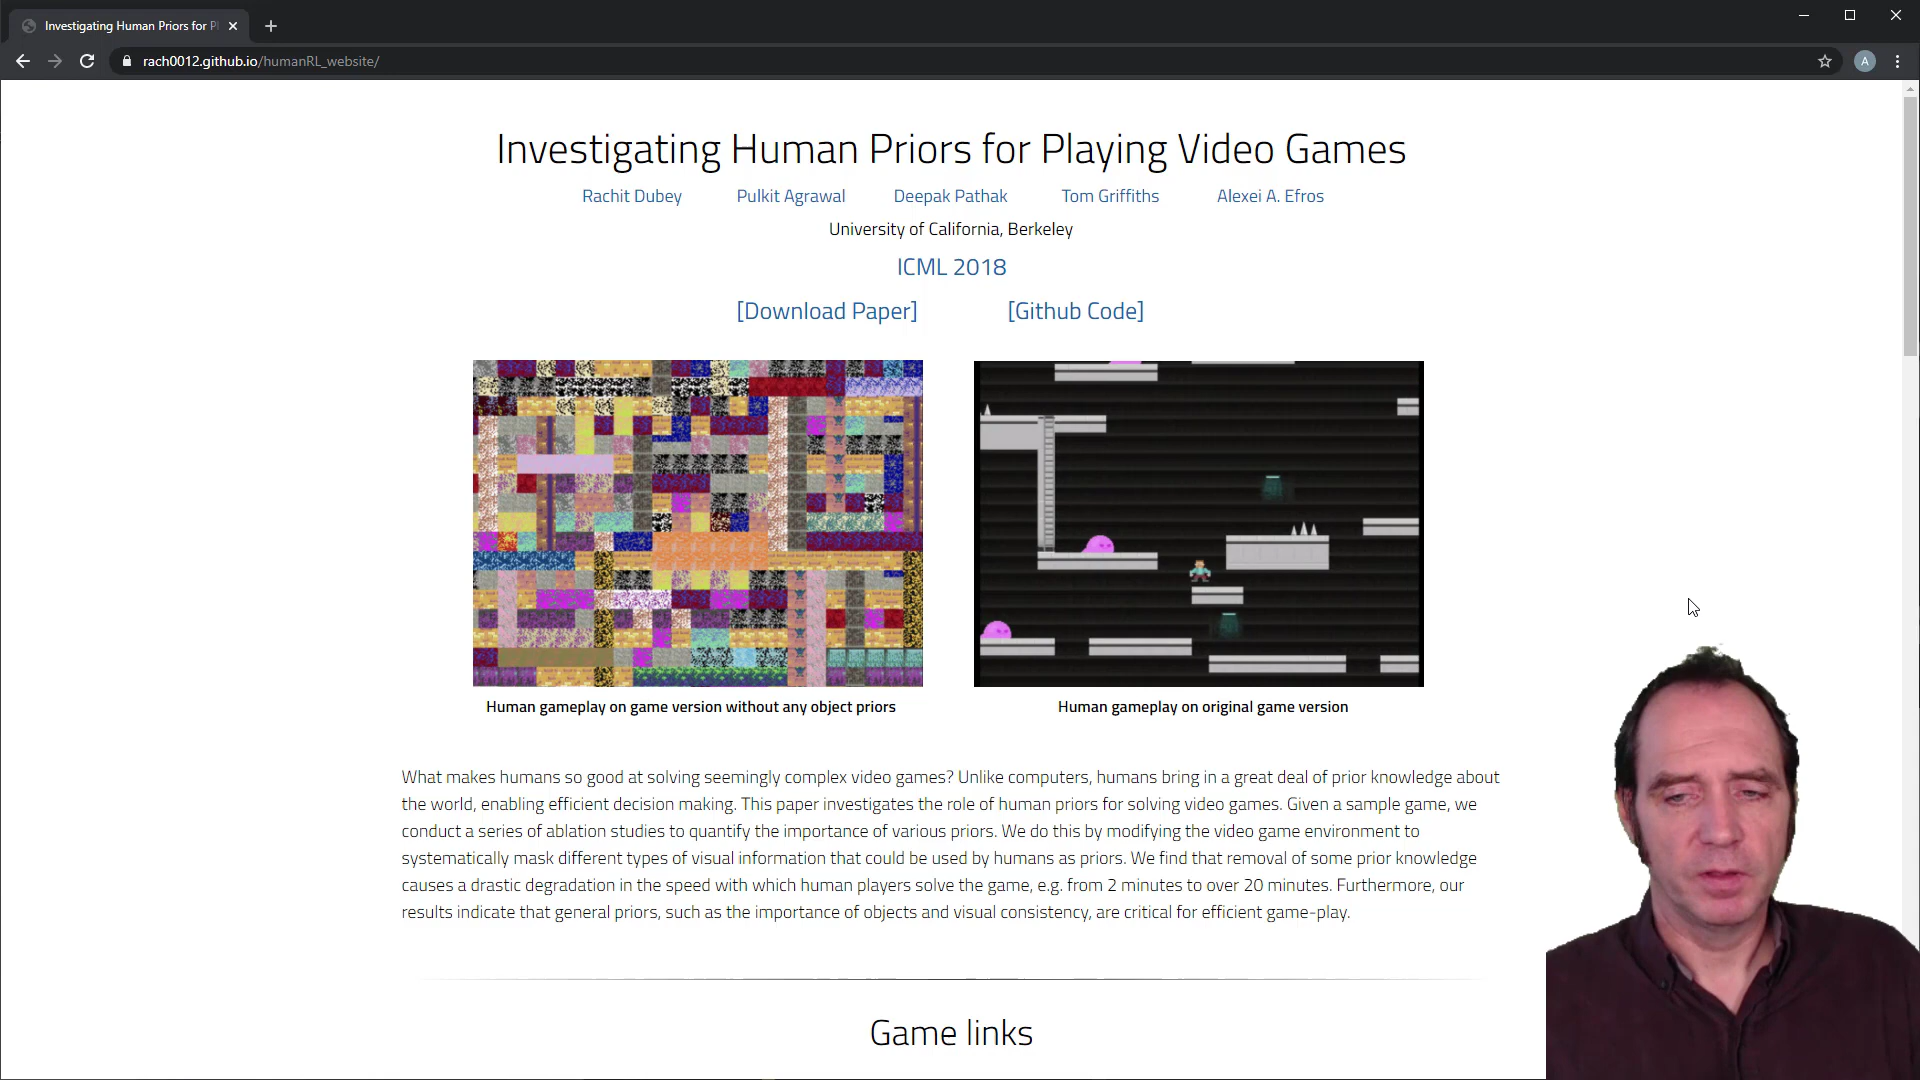 Investigating Human Priors for Pl
rach0012.github.io/humanRL_website/
A
Investigating Human Priors for Playing Video Games
Rachit Dubey Pulkit Agrawal Deepak Pathak Tom Griffiths Alexei A. Efros
University of California, Berkeley
ICML 2018
[Download Paper] [Github Code]
Human gameplay on game version without any object priors
Human gameplay on original game version
What makes humans so good at solving seemingly complex video games? Unlike computers, humans bring in a great deal of prior knowledge about
the world, enabling efficient decision making. This paper investigates the role of human priors for solving video games. Given a sample game, we
conduct a series of ablation studies to quantify the importance of various priors. We do this by modifying the video game environment to
systematically mask different types of visual information that could be used by humans as priors. We find that removal of some prior knowledge
causes a drastic degradation in the speed with which human players solve the game, e.g. from 2 minutes to over 20 minutes. Furthermore, our
results indicate that general priors, such as the importance of objects and visual consistency, are critical for efficient game-play.
Game links